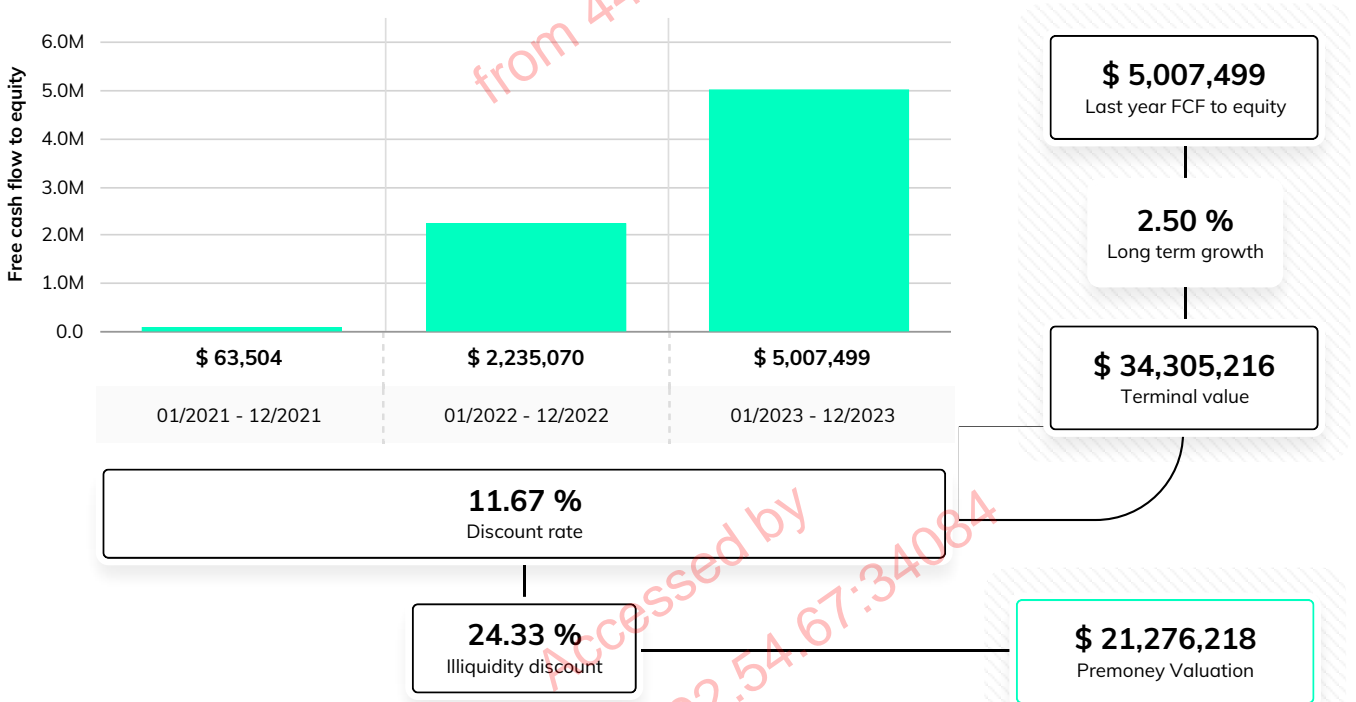 Free cash flow to equity
6.0M
5.0M
4.0M
3.0M
2.0M
1.0M
0.0
$ 63,504
$ 2,235,070
$ 5,007,499
01/2021 - 12/2021
01/2022 - 12/2022
01/2023 - 12/2023
11.67 %
Discount rate
24.33 %
Illiquidity discount
$ 5,007,499
Last year FCF to equity
2.50 %
Long term growth
$ 34,305,216
Terminal value
$ 21,276,218
Premoney Valuation
Accessed by
from 44
2.54.67:34084